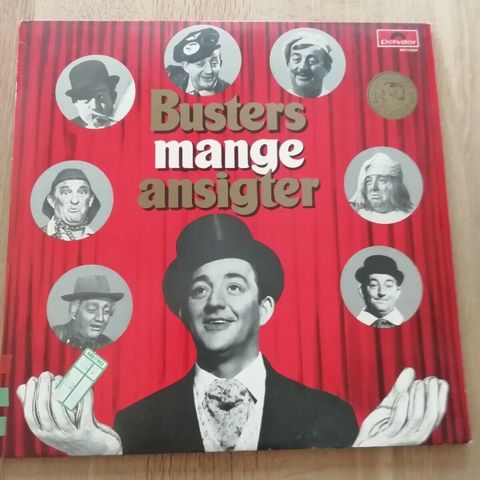 Polydor
Busters
mange
ansigter